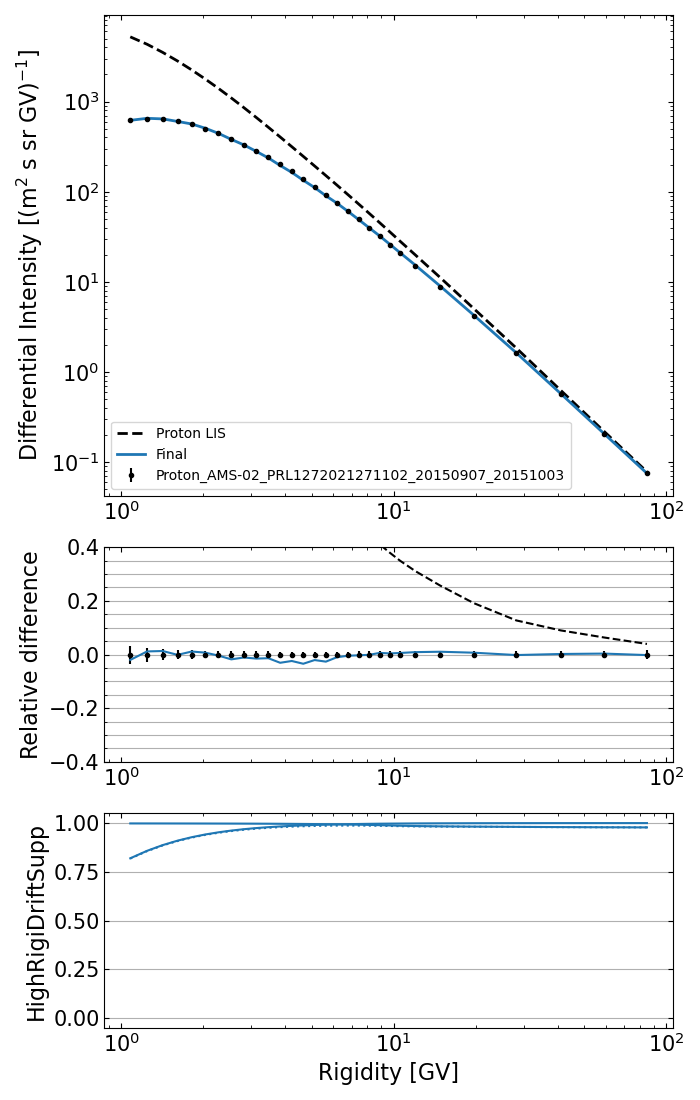 Differential Intensity [(m² s sr GV)⁻¹]
10³
10²
10¹
10⁰
10⁻¹
Proton LIS
Final
Proton_AMS-02_PRL1272021271102_20150907_20151003
10⁰ 10¹ 10²
Relative difference
0.4
0.2
0.0
−0.2
−0.4
10⁰ 10¹ 10²
HighRigiDriftSupp
1.00
0.75
0.50
0.25
0.00
10⁰ 10¹ 10²
Rigidity [GV]